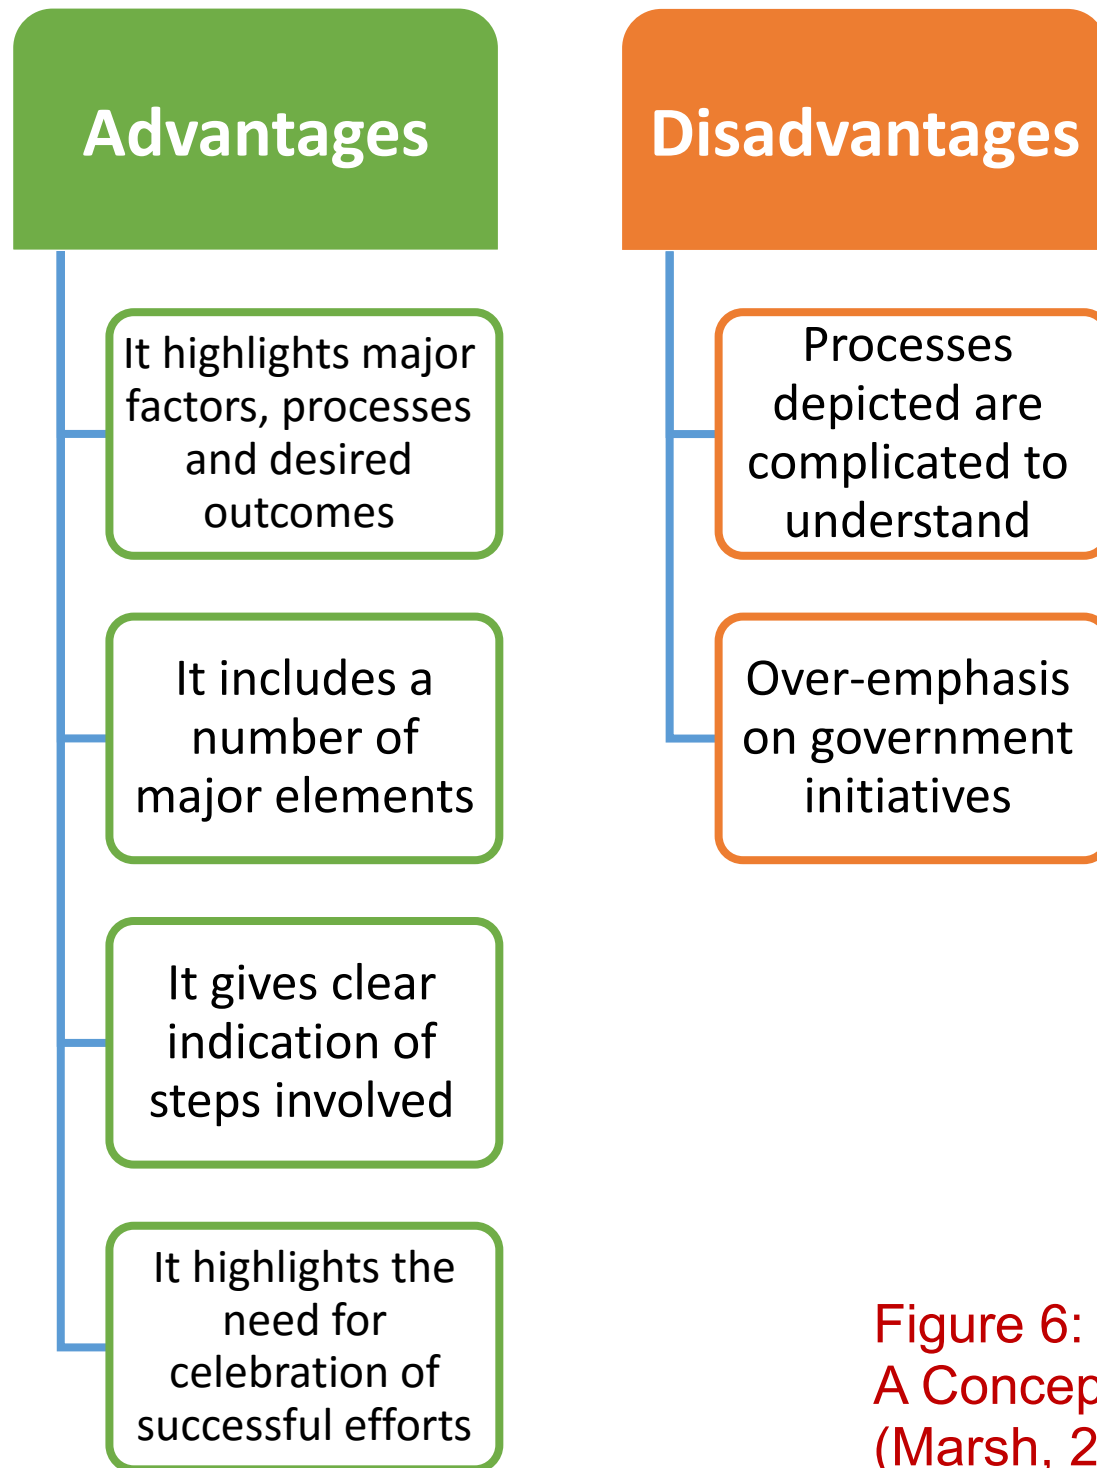 Advantages
It highlights major
factors, processes
and desired
outcomes
It includes a
number of
major elements
It gives clear
indication of
steps involved
It highlights the
need for
celebration of
successful efforts
Disadvantages
Processes
depicted are
complicated to
understand
Over-emphasis
on government
initiatives
Figure 6:
A
(Marsh,